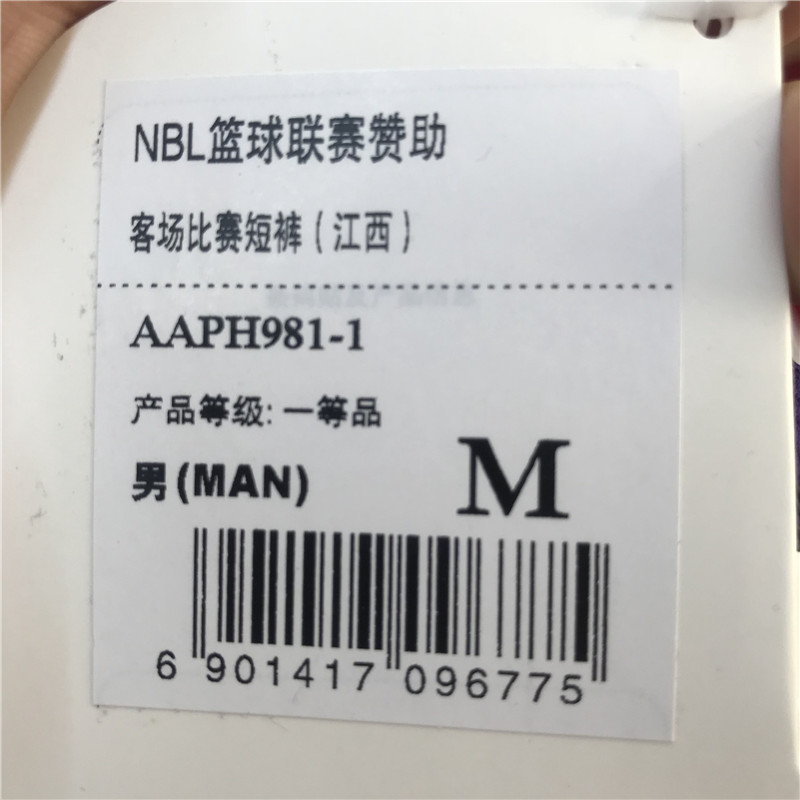 NBL篮球联赛赞助
客场比赛短裤(江西)
AAPH981-1
产品等级: 一等品
男(MAN)
M
6 901417 096775